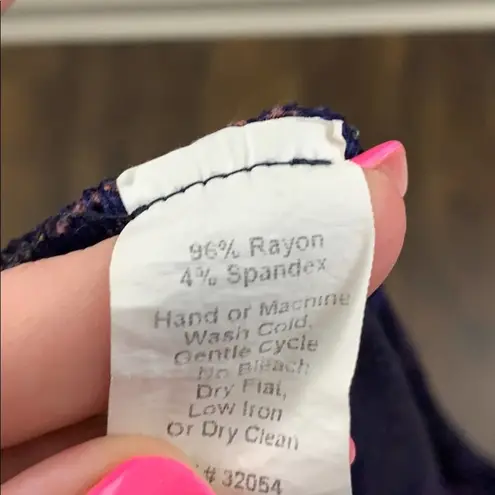 96% Rayon
4% Spandex
Hand or Machine
Wash Cold,
Gentle Cycle
No Bleach
Dry Flat,
Low Iron
Or Dry Clean
# 32054